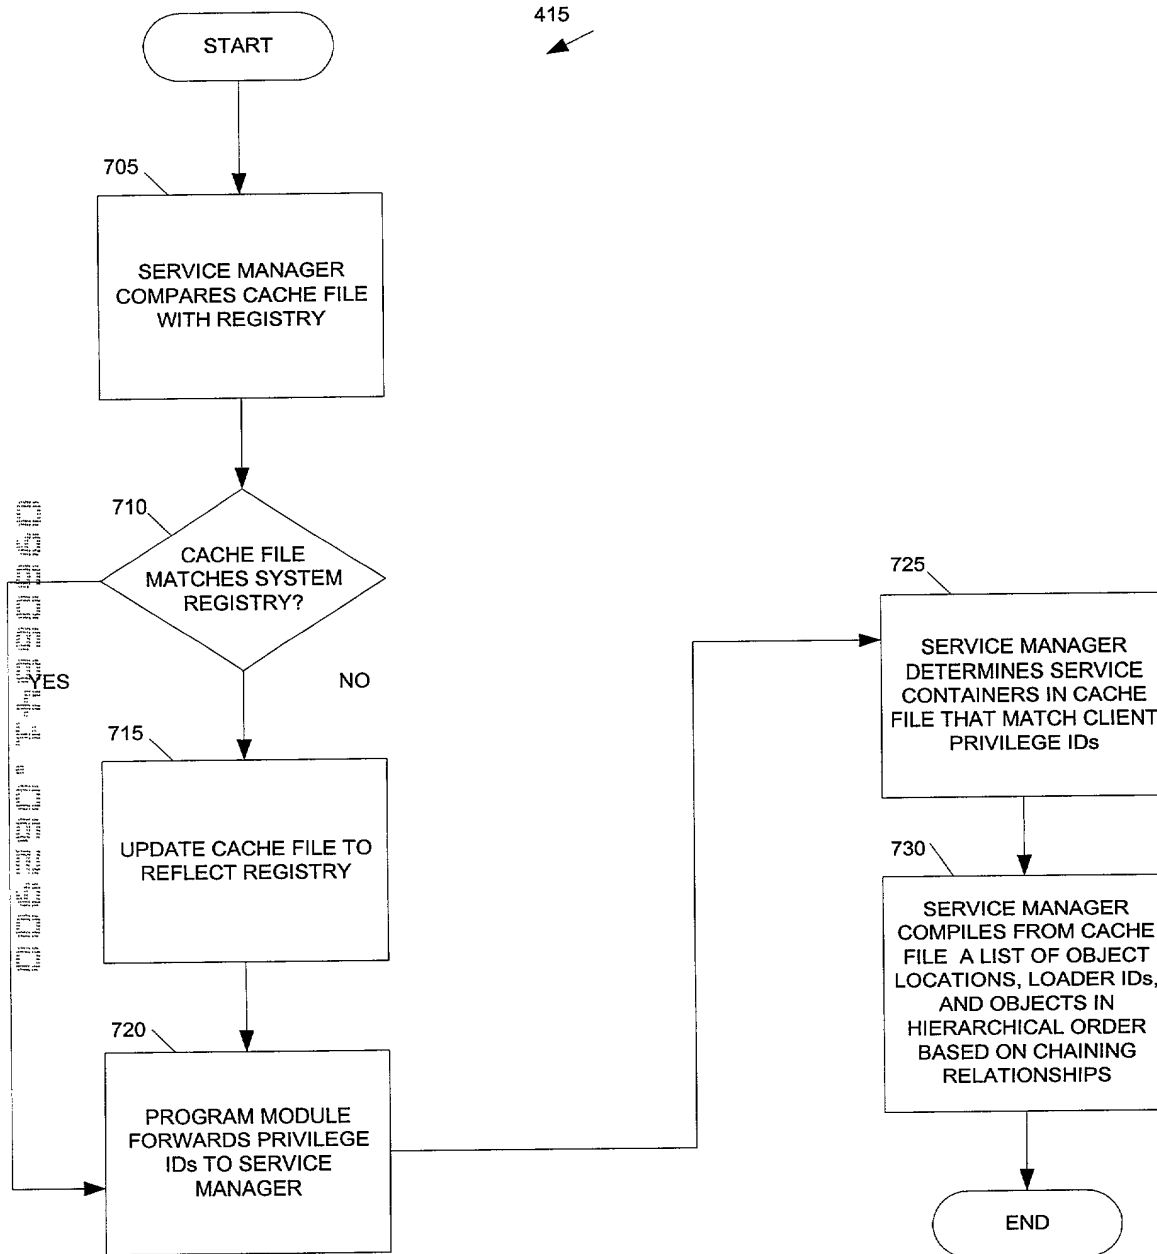 START
415
705
SERVICE MANAGER
COMPARES CACHE FILE
WITH REGISTRY
710
CACHE FILE
MATCHES SYSTEM
REGISTRY?
YES
NO
715
UPDATE CACHE FILE TO
REFLECT REGISTRY
720
PROGRAM MODULE
FORWARDS PRIVILEGE
IDs TO SERVICE
MANAGER
725
SERVICE MANAGER
DETERMINES SERVICE
CONTAINERS IN CACHE
FILE THAT MATCH CLIENT
PRIVILEGE IDs
730
SERVICE MANAGER
COMPILES FROM CACHE
FILE A LIST OF OBJECT
LOCATIONS, LOADER IDs,
AND OBJECTS IN
HIERARCHICAL ORDER
BASED ON CHAINING
RELATIONSHIPS
END